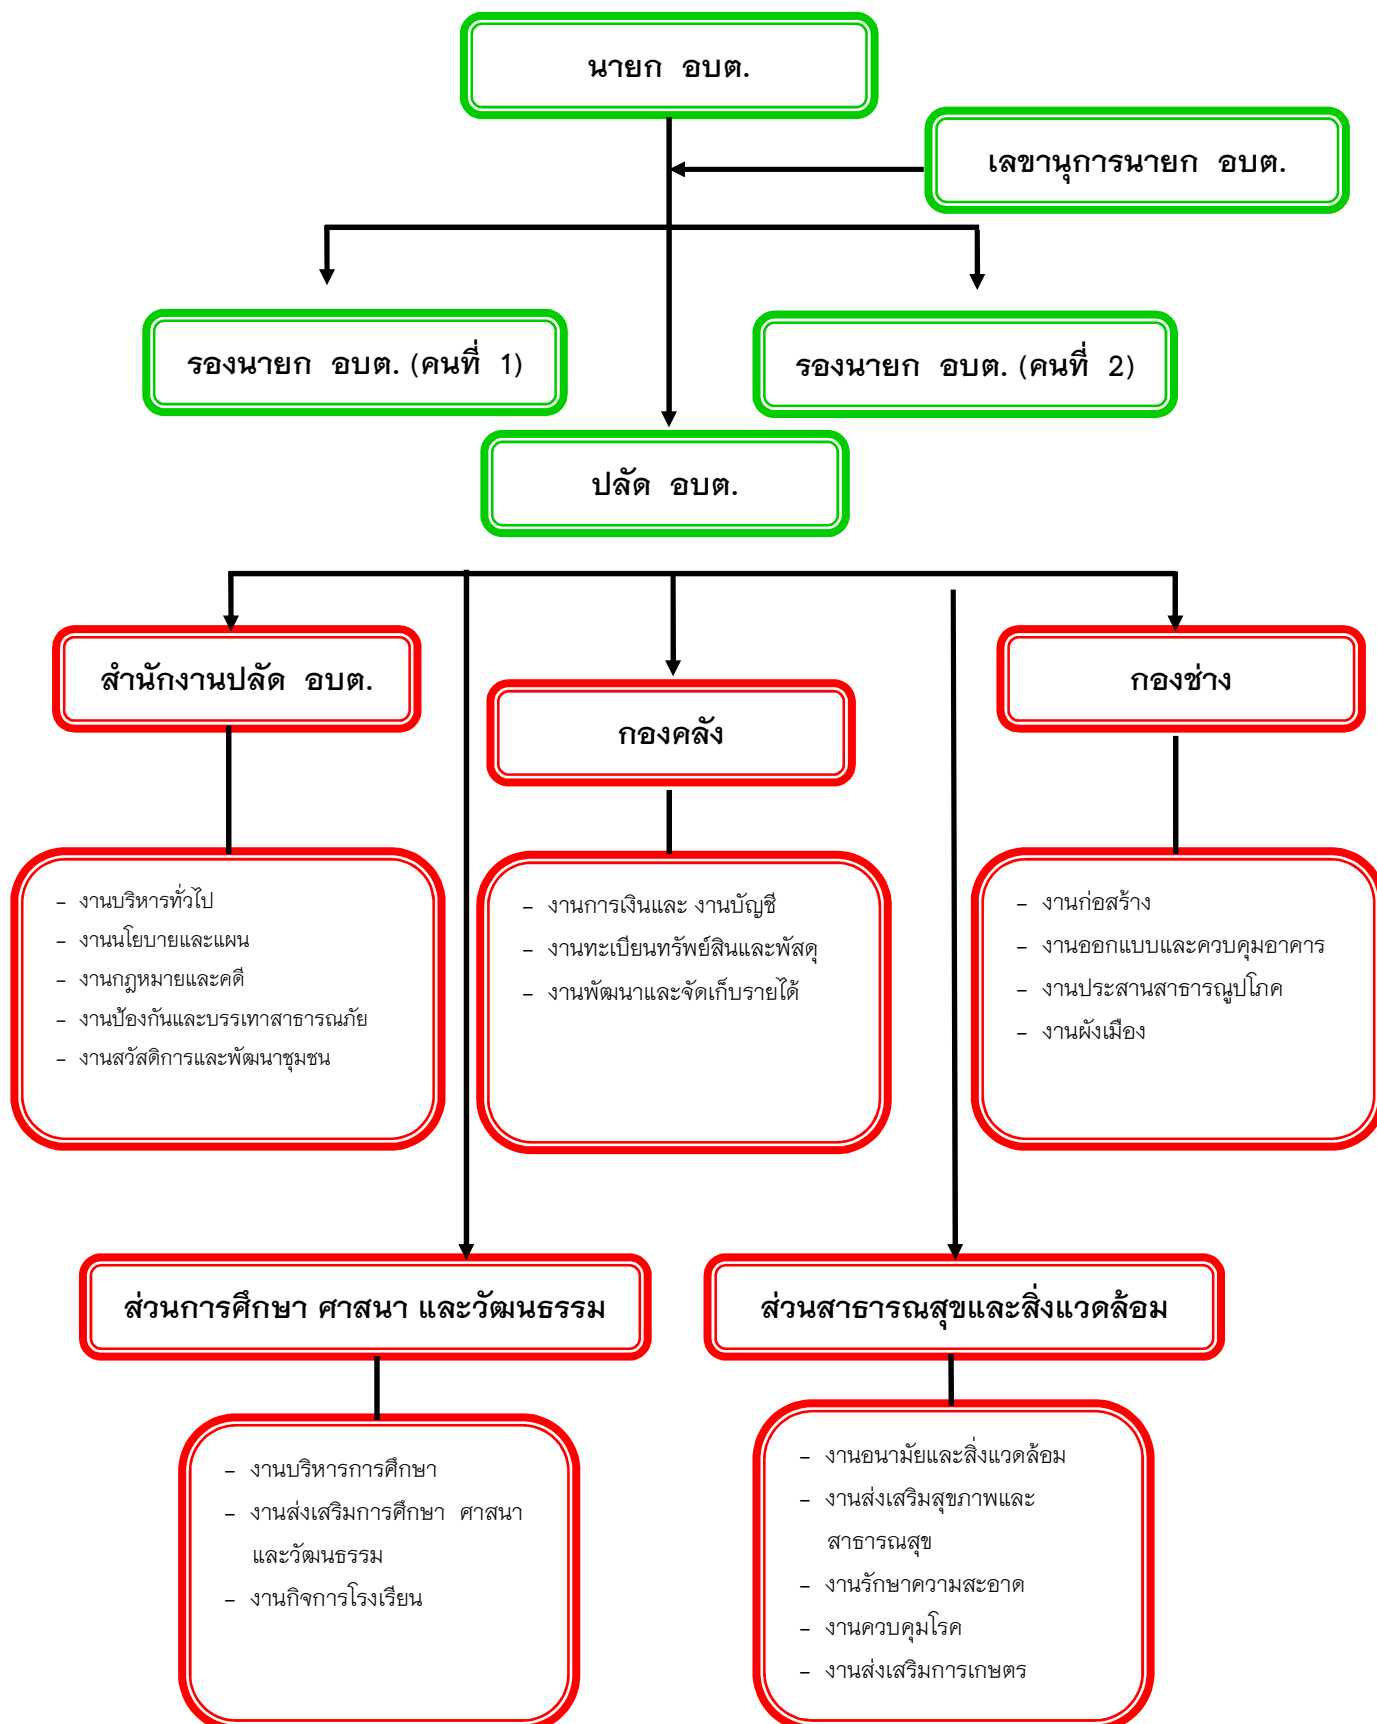 นายก อบต.
เลขานุการนายก อบต.
รองนายก อบต. (คนที่ 1)
รองนายก อบต. (คนที่ 2)
ปลัด อบต.
สำนักงานปลัด อบต.
กองคลัง
กองช่าง
- งานบริหารทั่วไป
- งานนโยบายและแผน
- งานกฎหมายและคดี
- งานป้องกันและบรรเทาสาธารณภัย
- งานสวัสดิการและพัฒนาชุมชน
- งานการเงินและ งานบัญชี
- งานทะเบียนทรัพย์สินและพัสดุ
- งานพัฒนาและจัดเก็บรายได้
- งานก่อสร้าง
- งานออกแบบและควบคุมอาคาร
- งานประสานสาธารณูปโภค
- งานผังเมือง
ส่วนการศึกษา ศาสนา และวัฒนธรรม
ส่วนสาธารณสุขและสิ่งแวดล้อม
- งานบริหารการศึกษา
- งานส่งเสริมการศึกษา ศาสนา
และวัฒนธรรม
- งานกิจการโรงเรียน
- งานอนามัยและสิ่งแวดล้อม
- งานส่งเสริมสุขภาพและ
สาธารณสุข
- งานรักษาความสะอาด
- งานควบคุมโรค
- งานส่งเสริมการเกษตร